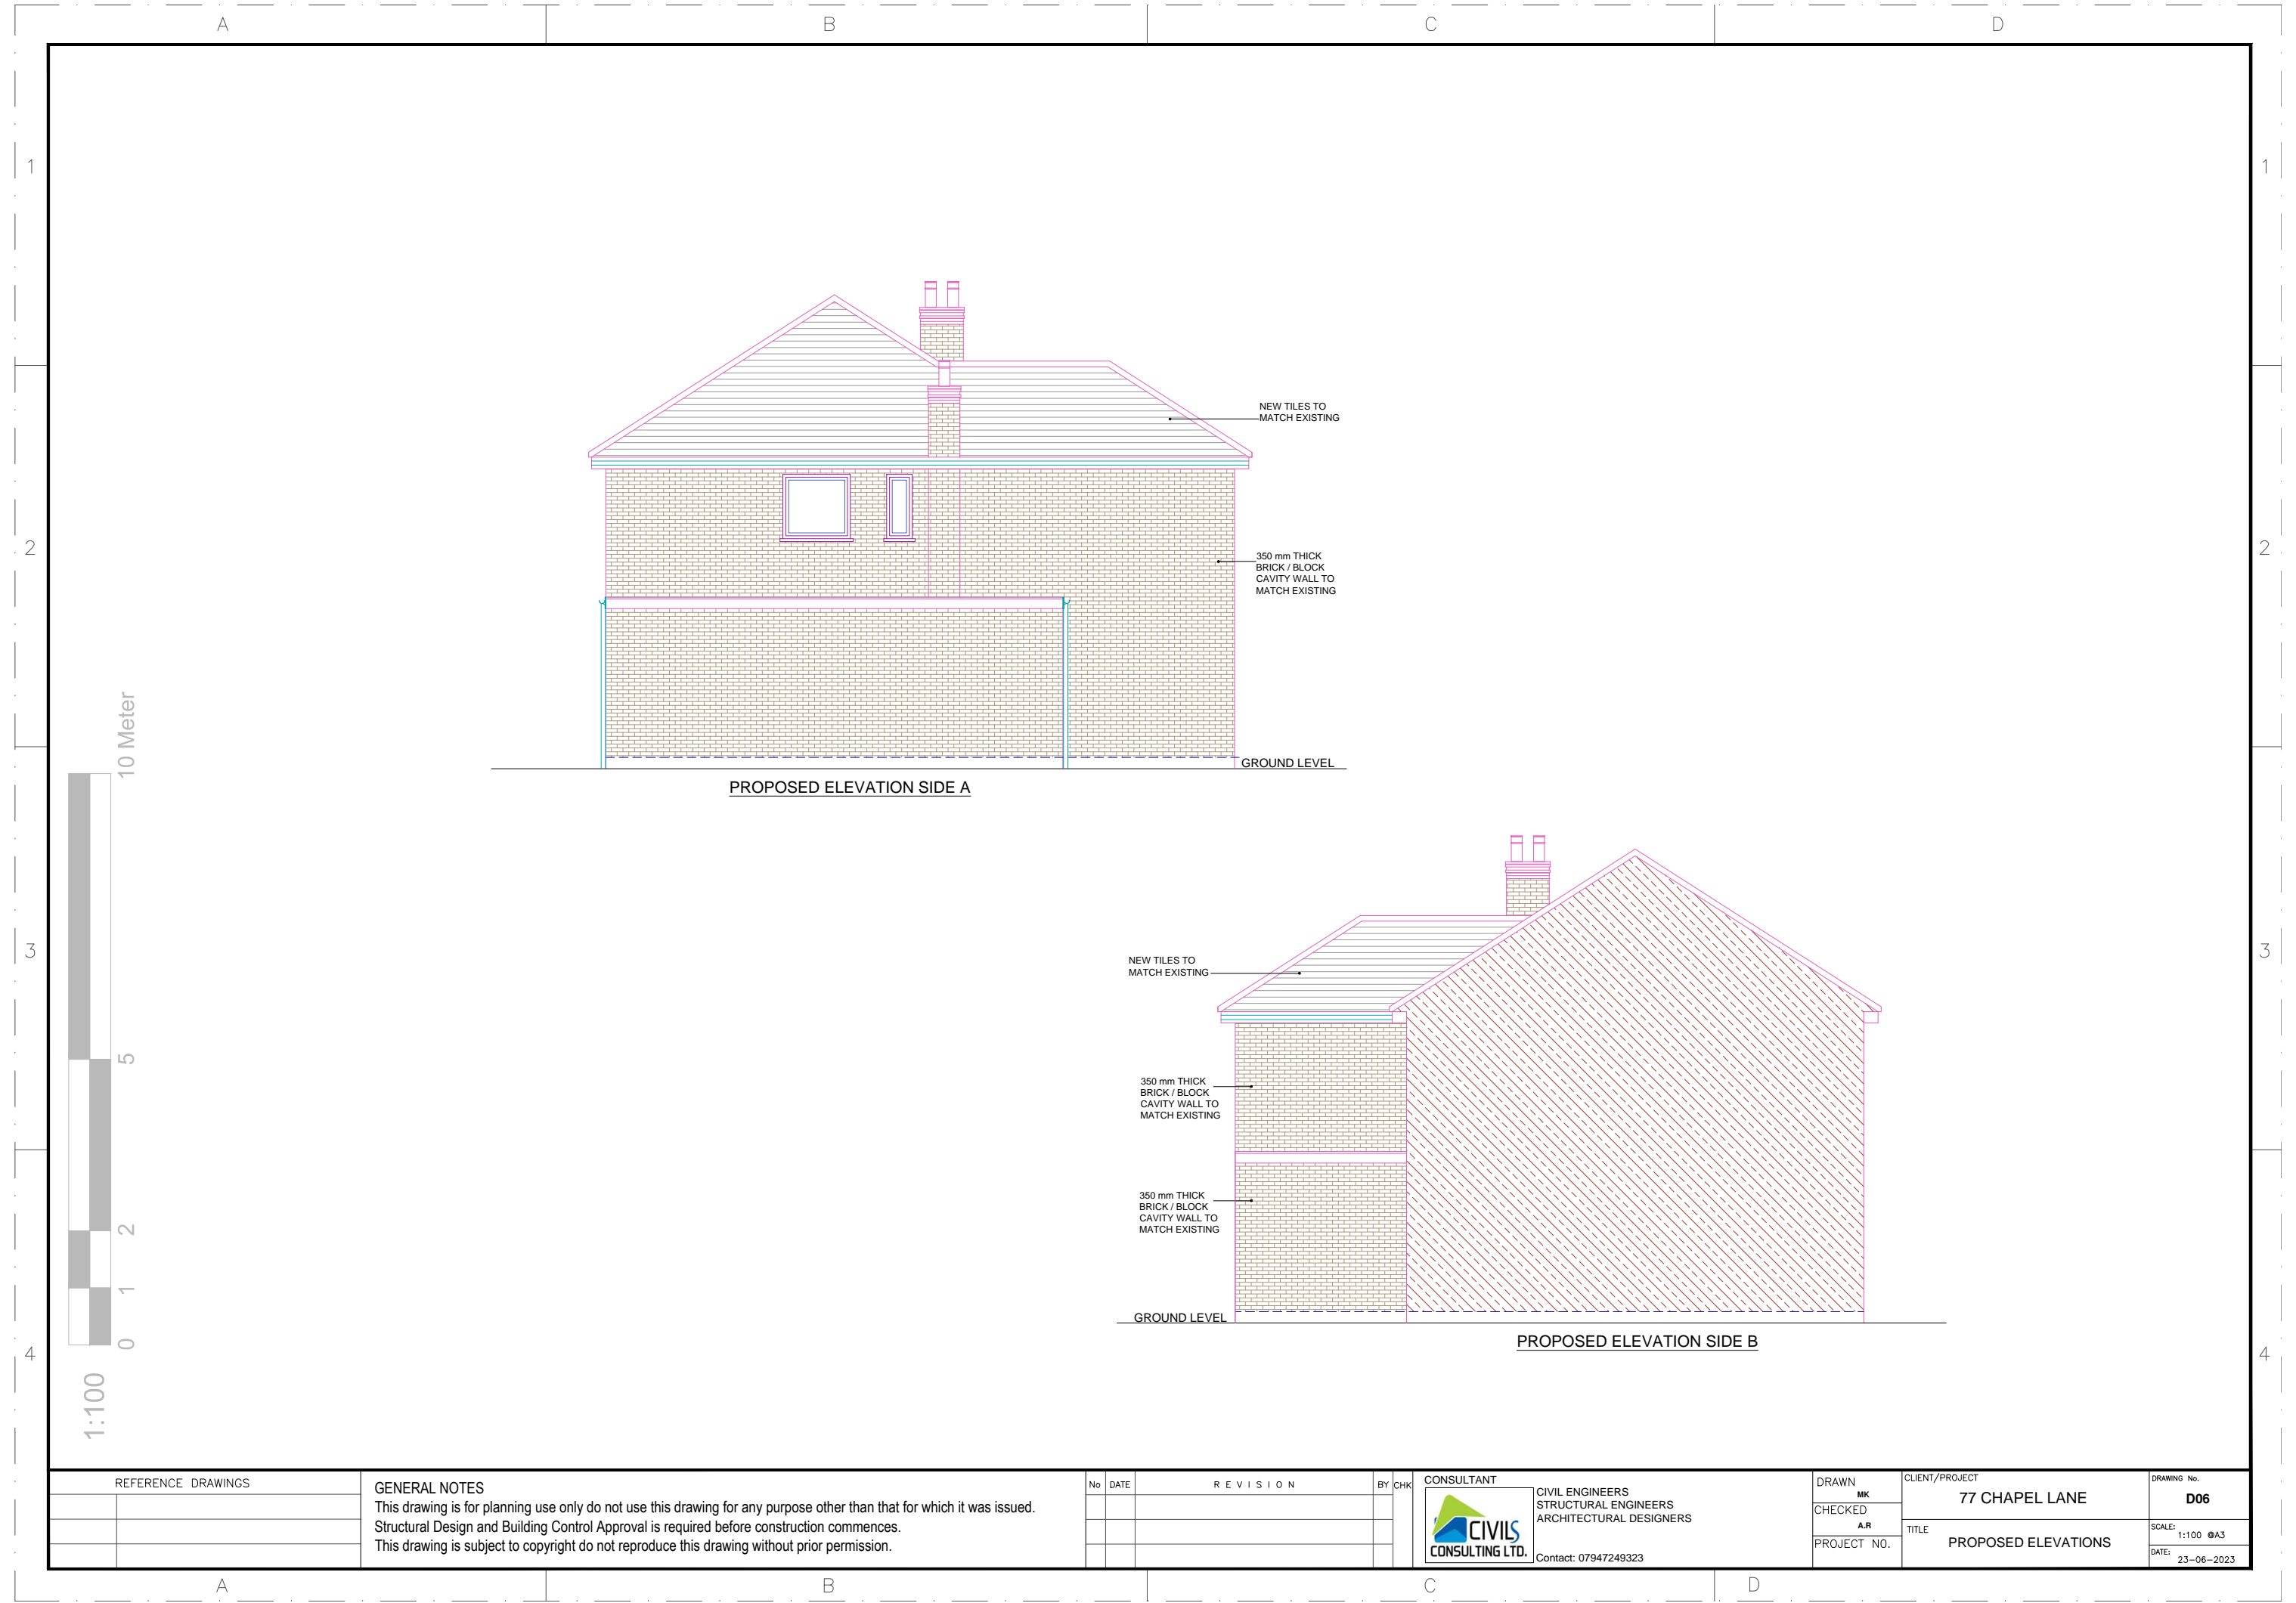 A B C D
1 1
NEW TILES TO
MATCH EXISTING
2 2
350 mm THICK
BRICK / BLOCK
CAVITY WALL TO
MATCH EXISTING
GROUND LEVEL
PROPOSED ELEVATION SIDE A
10 Meter
5
2
1
0
1:100
3 3
NEW TILES TO
MATCH EXISTING
350 mm THICK
BRICK / BLOCK
CAVITY WALL TO
MATCH EXISTING
350 mm THICK
BRICK / BLOCK
CAVITY WALL TO
MATCH EXISTING
GROUND LEVEL
PROPOSED ELEVATION SIDE B
4 4
REFERENCE DRAWINGS
GENERAL NOTES
This drawing is for planning use only do not use this drawing for any purpose other than that for which it was issued.
Structural Design and Building Control Approval is required before construction commences.
This drawing is subject to copyright do not reproduce this drawing without prior permission.
No DATE REVISION BY CHK
CONSULTANT
CIVILS
CONSULTING LTD.
CIVIL ENGINEERS
STRUCTURAL ENGINEERS
ARCHITECTURAL DESIGNERS
Contact: 07947249323
DRAWN
MK
CHECKED
A.R
PROJECT NO.
CLIENT/PROJECT
77 CHAPEL LANE
TITLE
PROPOSED ELEVATIONS
DRAWING No.
D06
SCALE:
1:100 @A3
DATE:
23-06-2023
A B C D